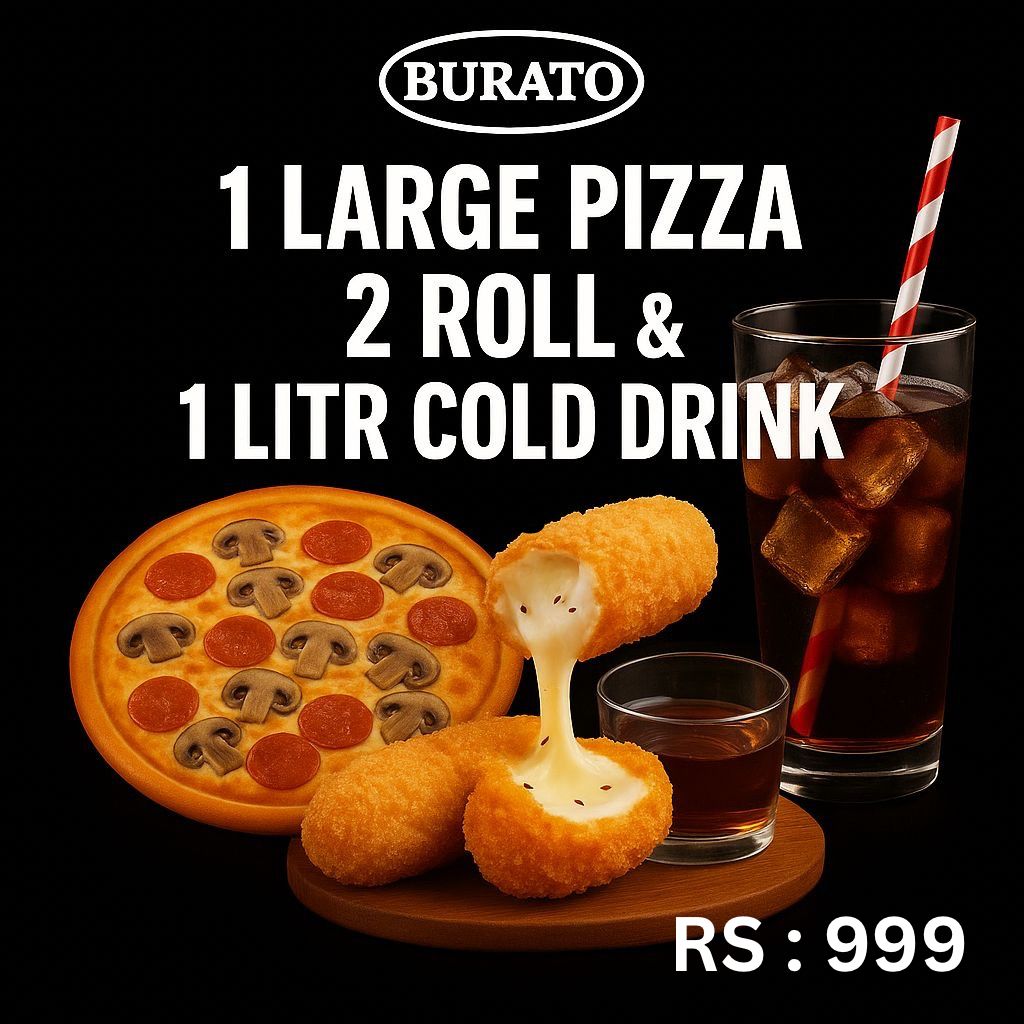 BURATO
1 LARGE PIZZA
2 ROLL &
1 LITR COLD DRINK
RS : 999